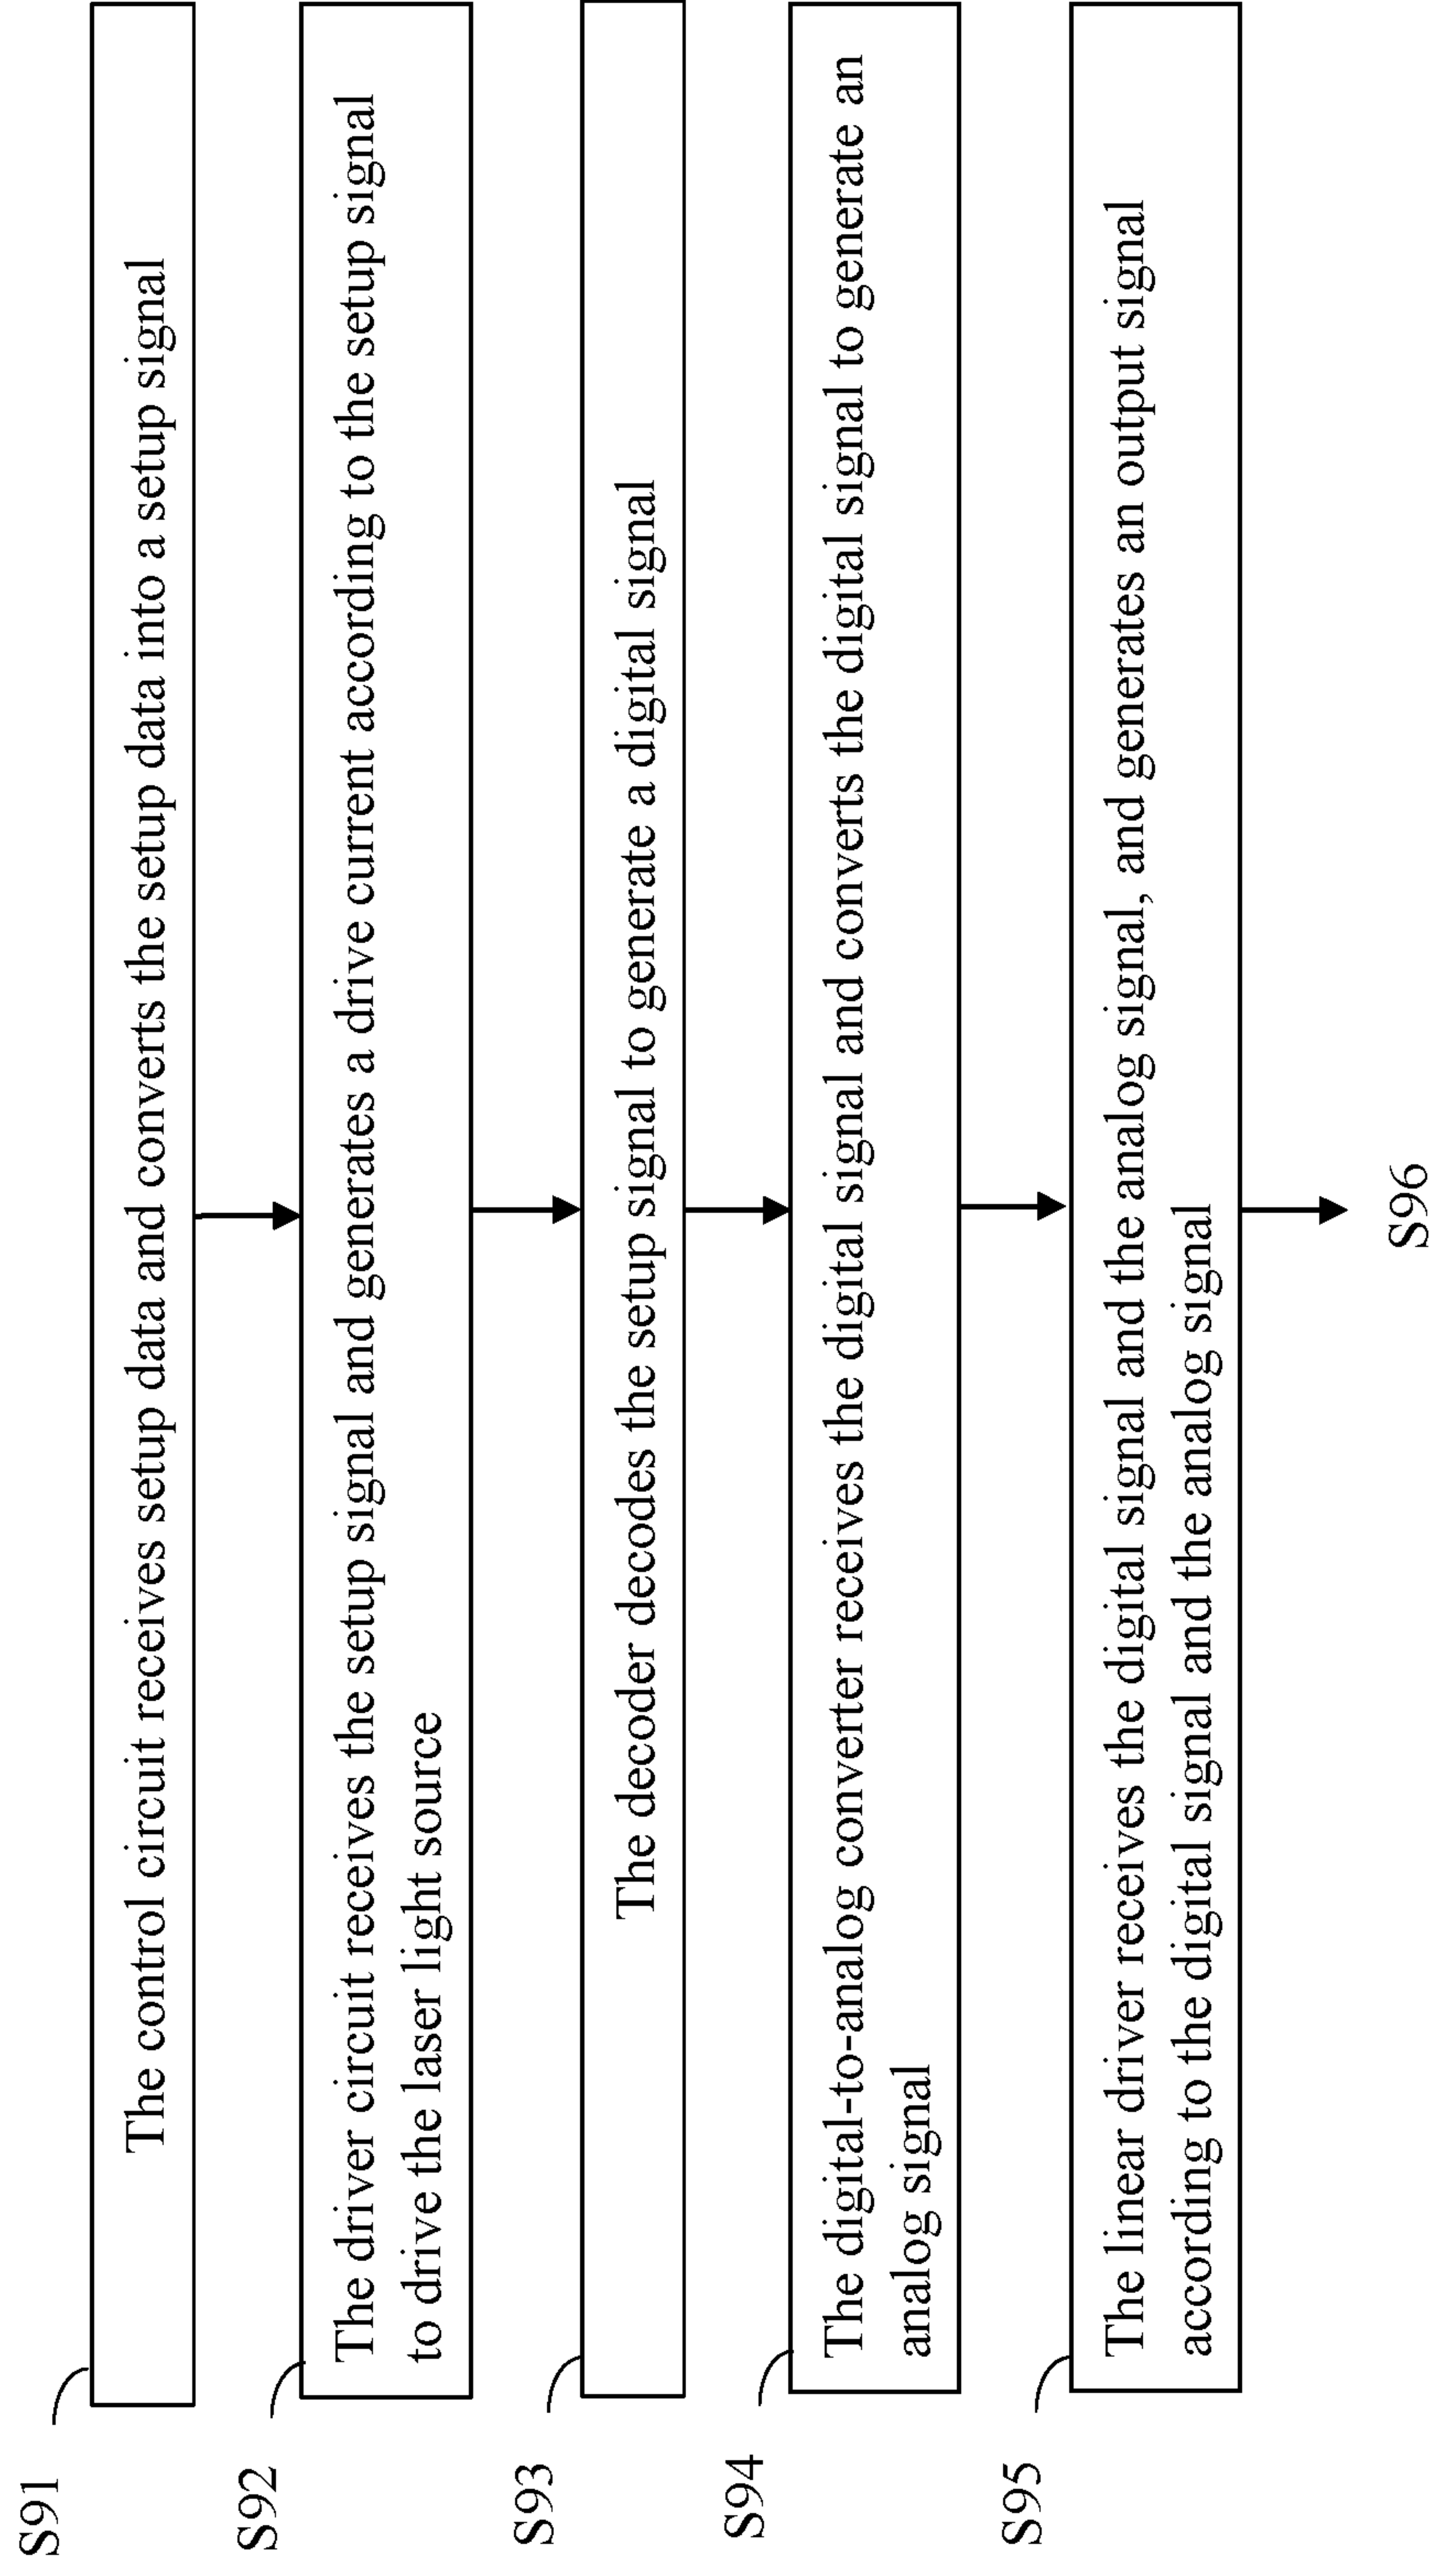 S91
The control circuit receives setup data and converts the setup data into a setup signal
S92
The driver circuit receives the setup signal and generates a drive current according to the setup signal
to drive the laser light source
S93
The decoder decodes the setup signal to generate a digital signal
S94
The digital-to-analog converter receives the digital signal and converts the digital signal to generate an
analog signal
S95
The linear driver receives the digital signal and the analog signal, and generates an output signal
according to the digital signal and the analog signal
S96